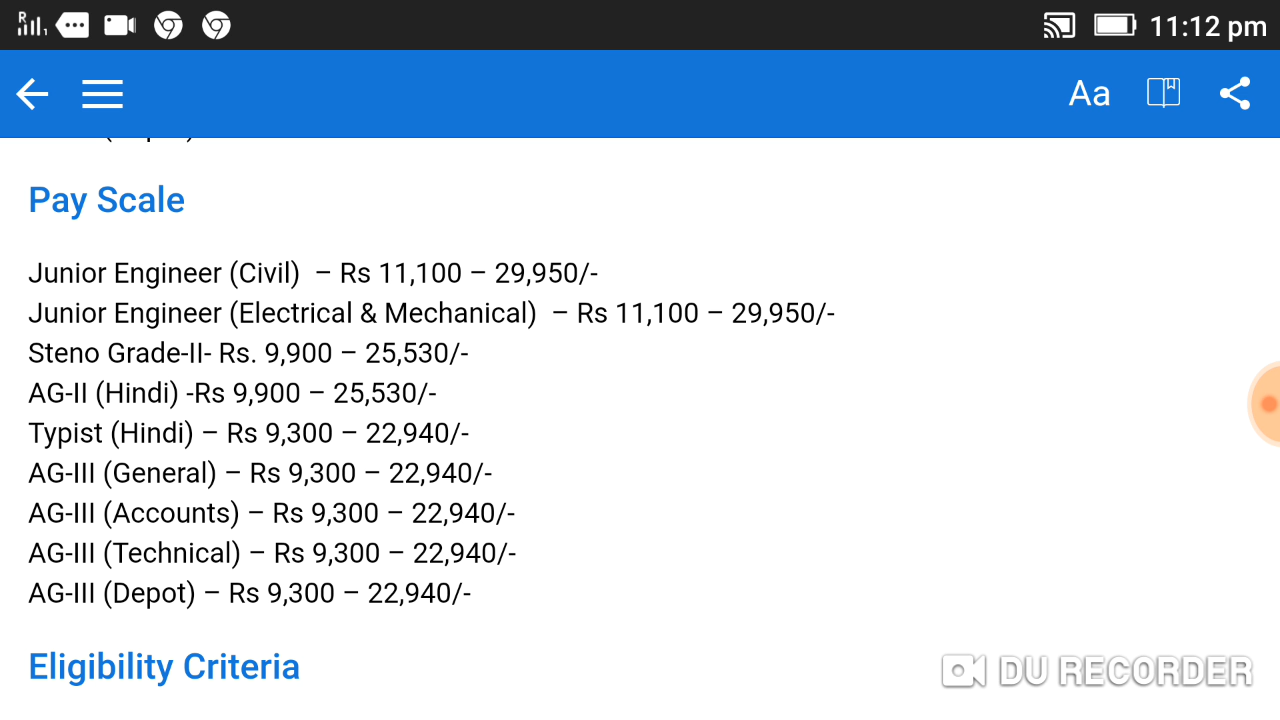 11:12 pm
Aa
Pay Scale
Junior Engineer (Civil) – Rs 11,100 – 29,950/-
Junior Engineer (Electrical & Mechanical) – Rs 11,100 – 29,950/-
Steno Grade-II- Rs. 9,900 – 25,530/-
AG-II (Hindi) -Rs 9,900 – 25,530/-
Typist (Hindi) – Rs 9,300 – 22,940/-
AG-III (General) – Rs 9,300 – 22,940/-
AG-III (Accounts) – Rs 9,300 – 22,940/-
AG-III (Technical) – Rs 9,300 – 22,940/-
AG-III (Depot) – Rs 9,300 – 22,940/-
Eligibility Criteria
DU RECORDER